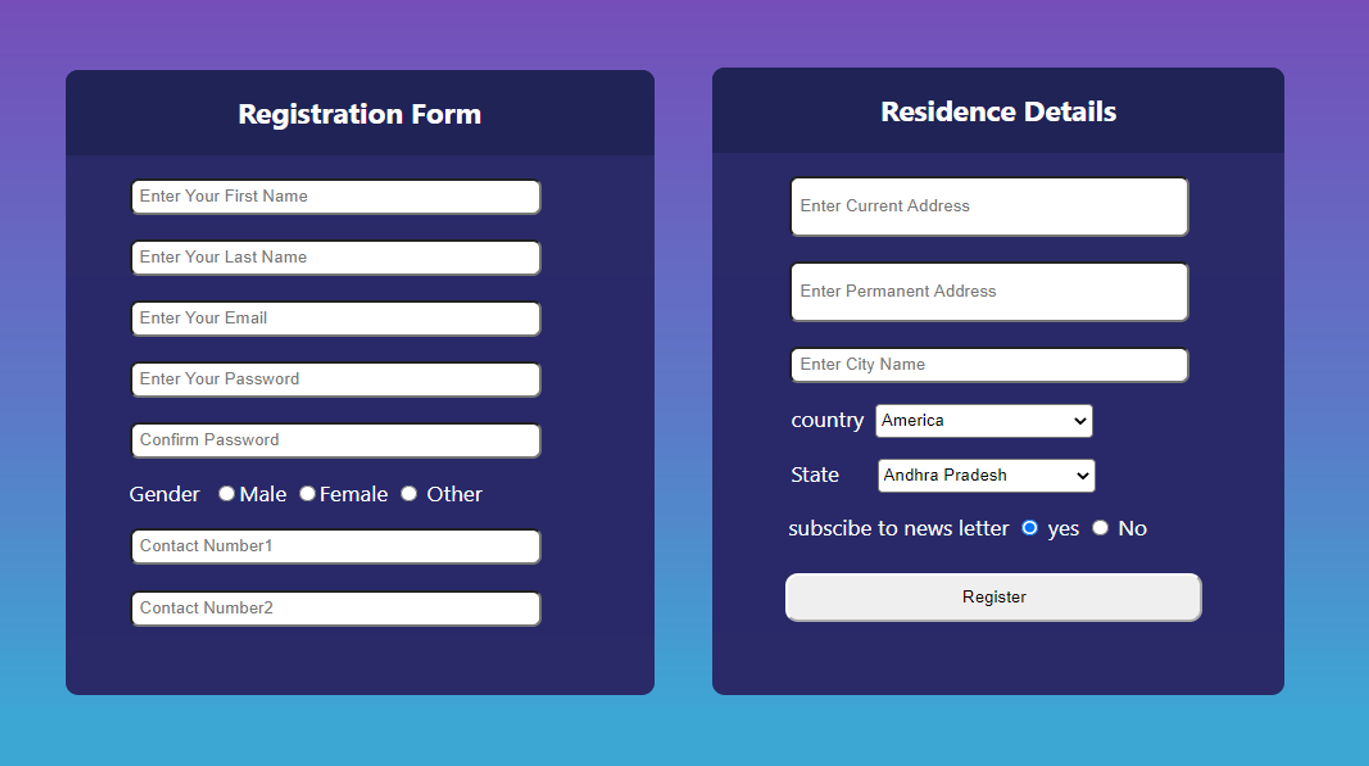 Registration Form
Enter Your First Name
Enter Your Last Name
Enter Your Email
Enter Your Password
Confirm Password
Gender Male Female Other
Contact Number1
Contact Number2
Residence Details
Enter Current Address
Enter Permanent Address
Enter City Name
country America
State Andhra Pradesh
subscibe to news letter yes No
Register